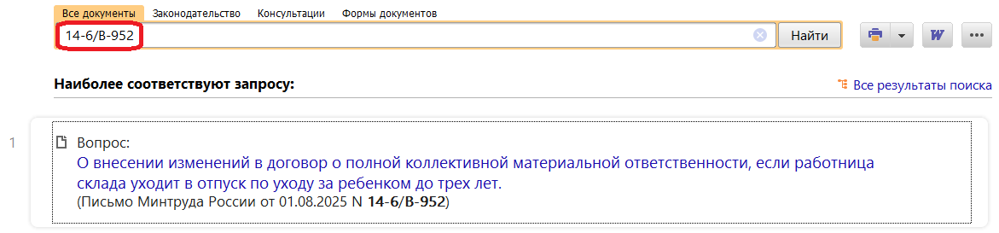 Все документы Законодательство Консультации Формы документов
14-6/В-952 Найти W
Наиболее соответствуют запросу: Все результаты поиска
1 Вопрос:
О внесении изменений в договор о полной коллективной материальной ответственности, если работница
склада уходит в отпуск по уходу за ребенком до трех лет.
(Письмо Минтруда России от 01.08.2025 N 14-6/В-952)